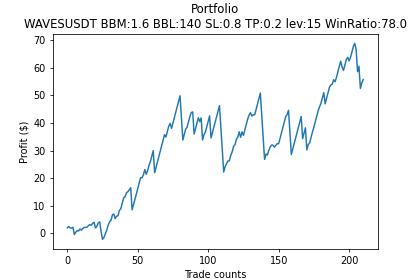 Portfolio
WAVESUSDT BBM:1.6 BBL:140 SL:0.8 TP:0.2 lev:15 WinRatio:78.0
70
60
50
40
30
20
10
0
Profit ($)
0 50 100 150 200
Trade counts